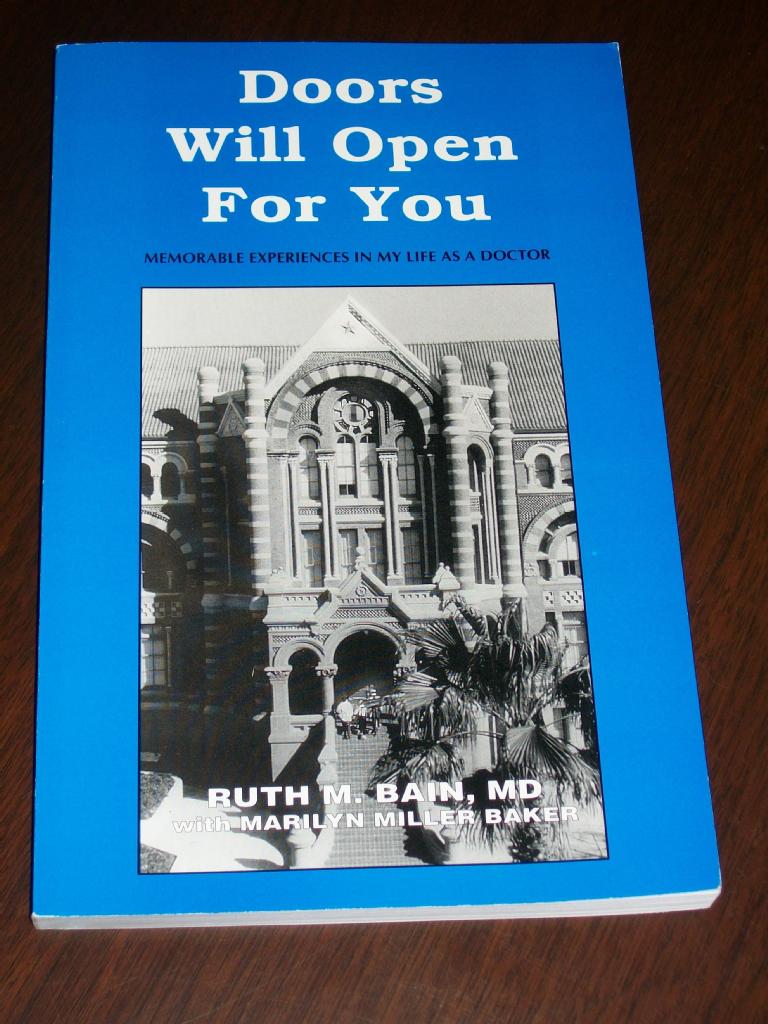 Doors
Will Open
For You
MEMORABLE EXPERIENCES IN MY LIFE AS A DOCTOR
RUTH M. BAIN, MD
with MARILYN MILLER BAKER